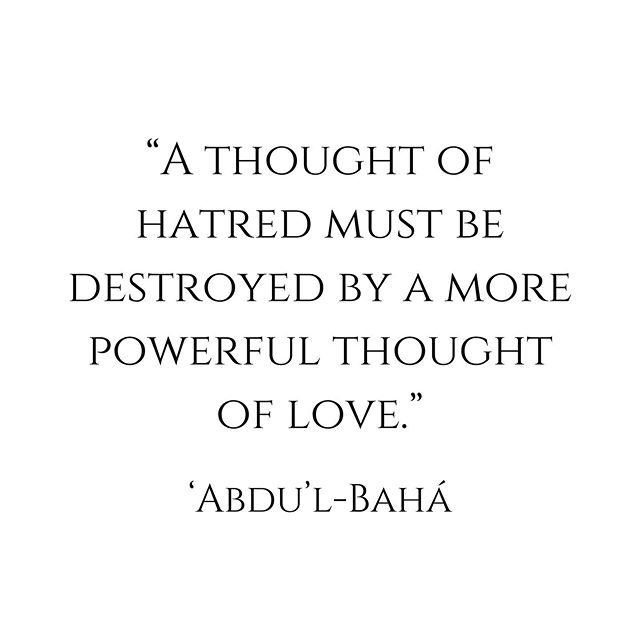 “A THOUGHT OF
HATRED MUST BE
DESTROYED BY A MORE
POWERFUL THOUGHT
OF LOVE.”
‘ABDU’L-BAHÁ